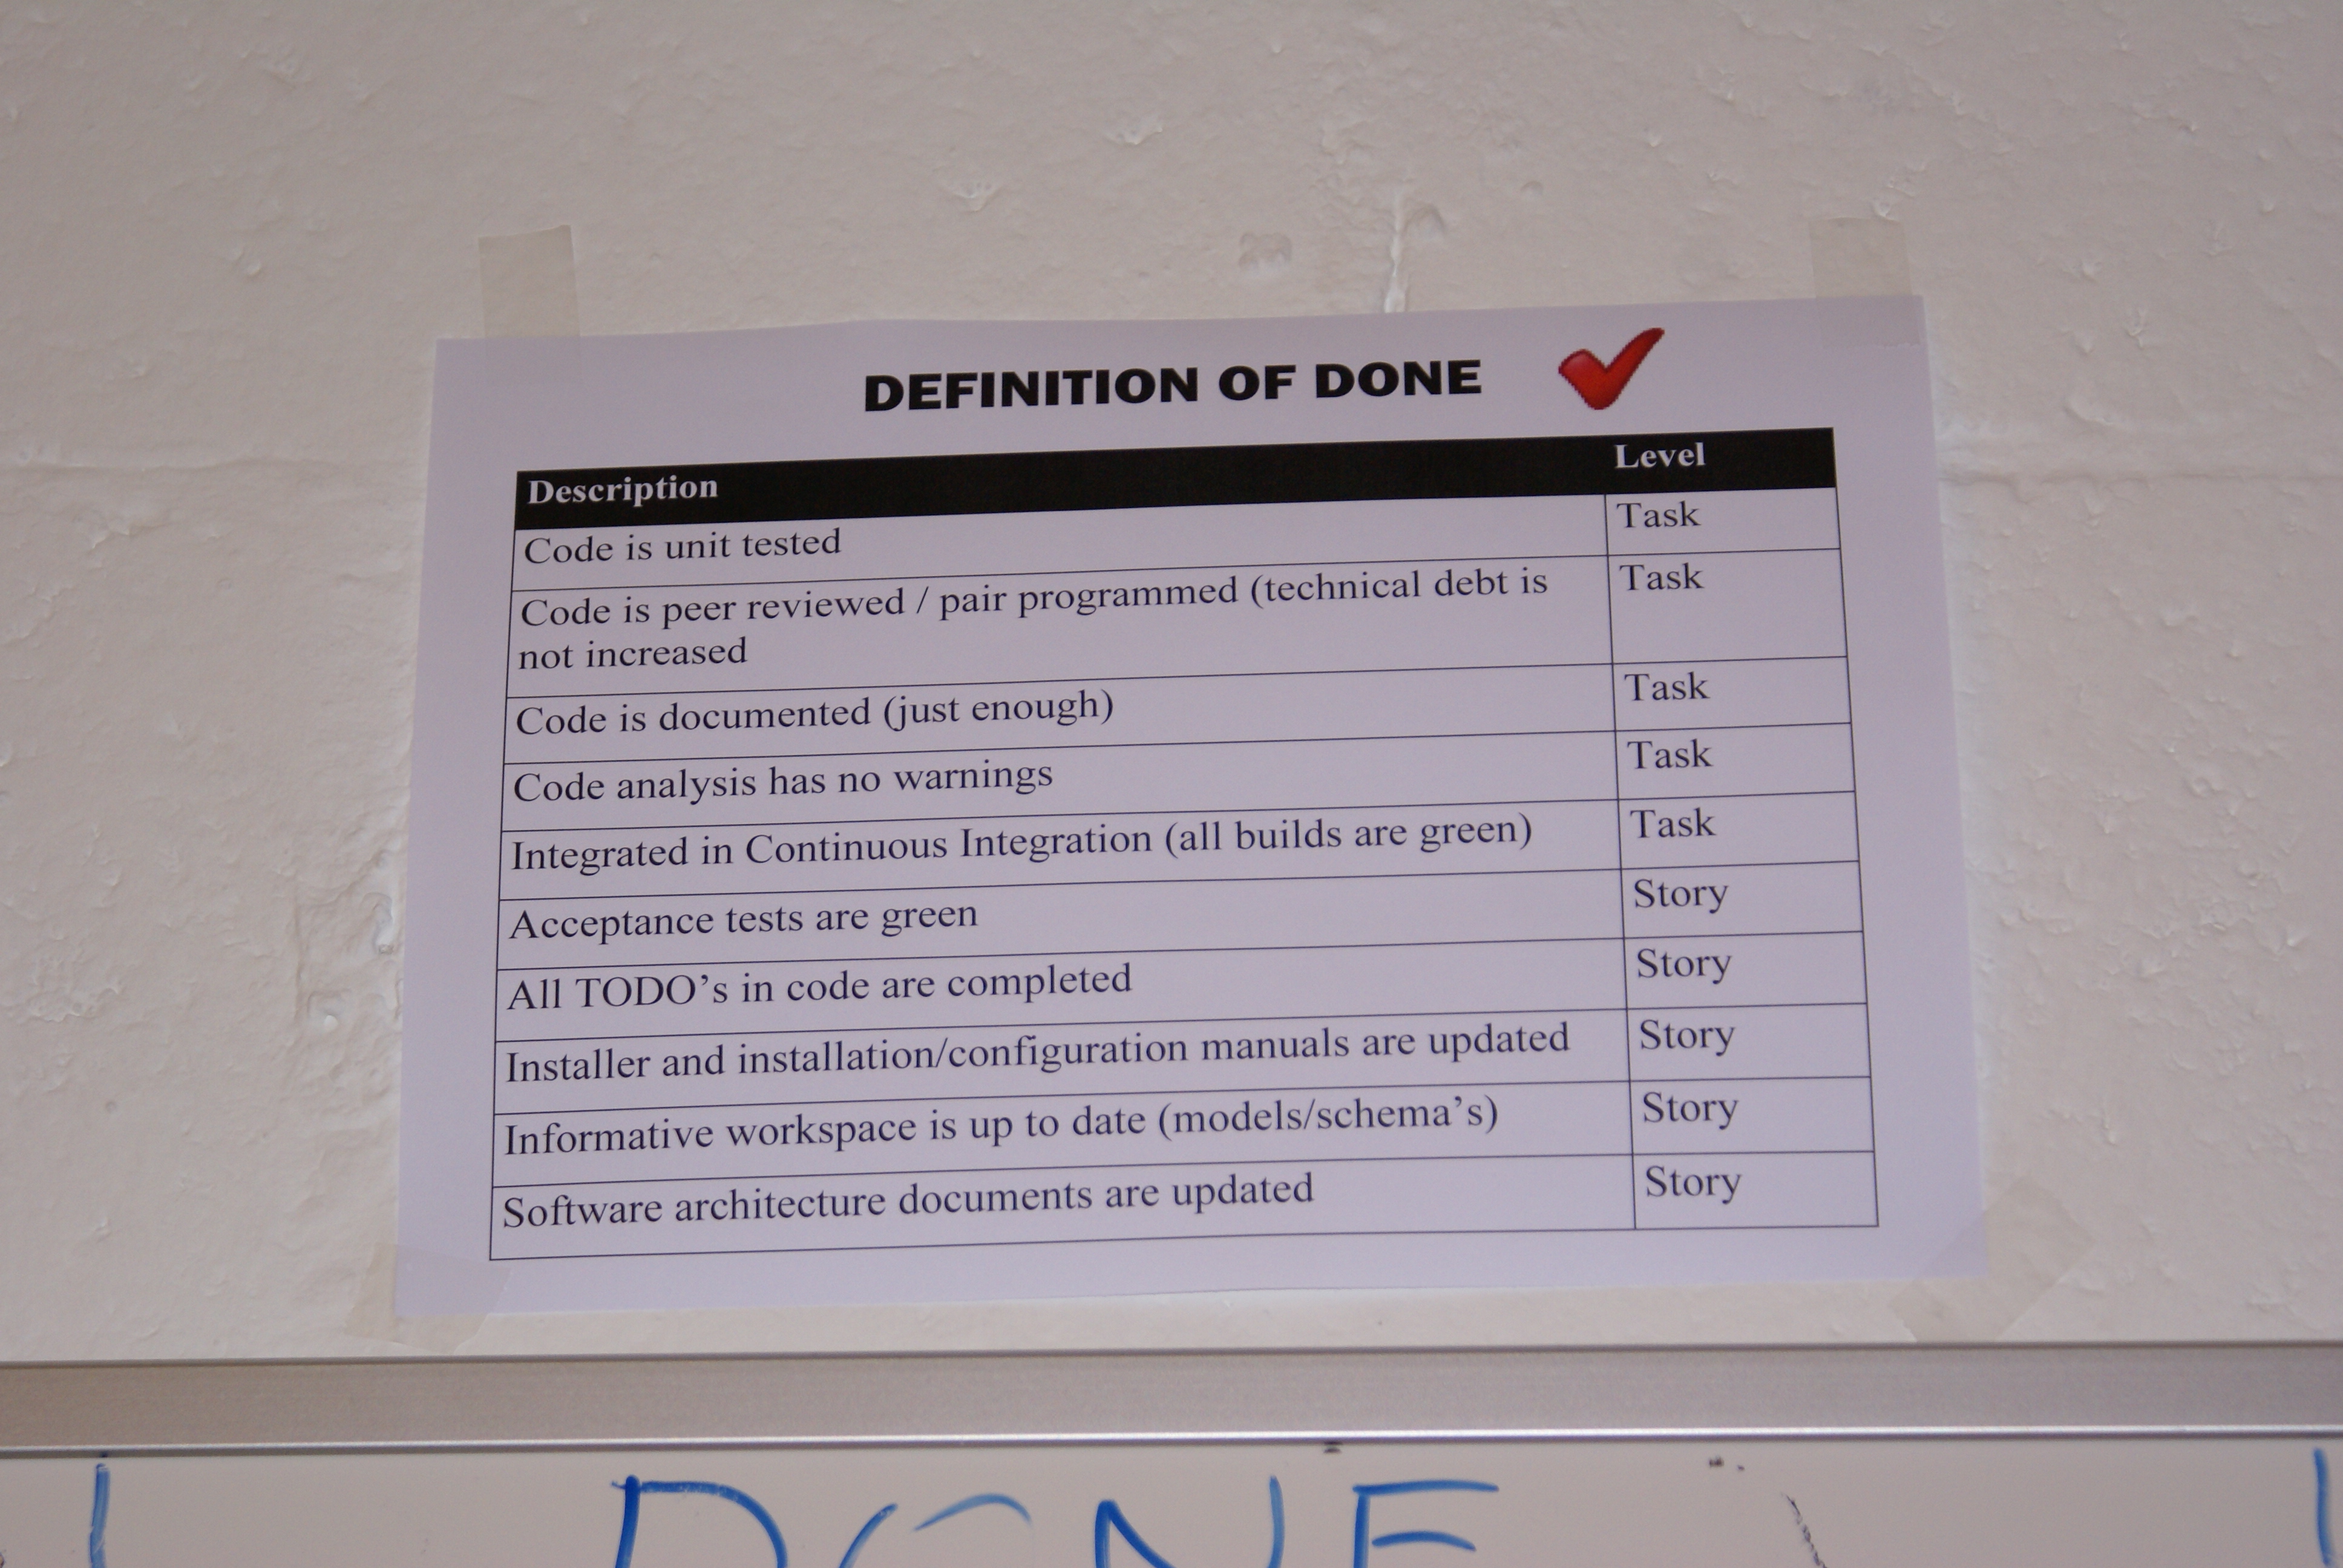 DEFINITION OF DONE
Description Level
Code is unit tested Task
Code is peer reviewed / pair programmed (technical debt is Task
not increased
Code is documented (just enough) Task
Code analysis has no warnings Task
Integrated in Continuous Integration (all builds are green) Task
Acceptance tests are green Story
All TODO’s in code are completed Story
Installer and installation/configuration manuals are updated Story
Informative workspace is up to date (models/schema’s) Story
Software architecture documents are updated Story
DONE